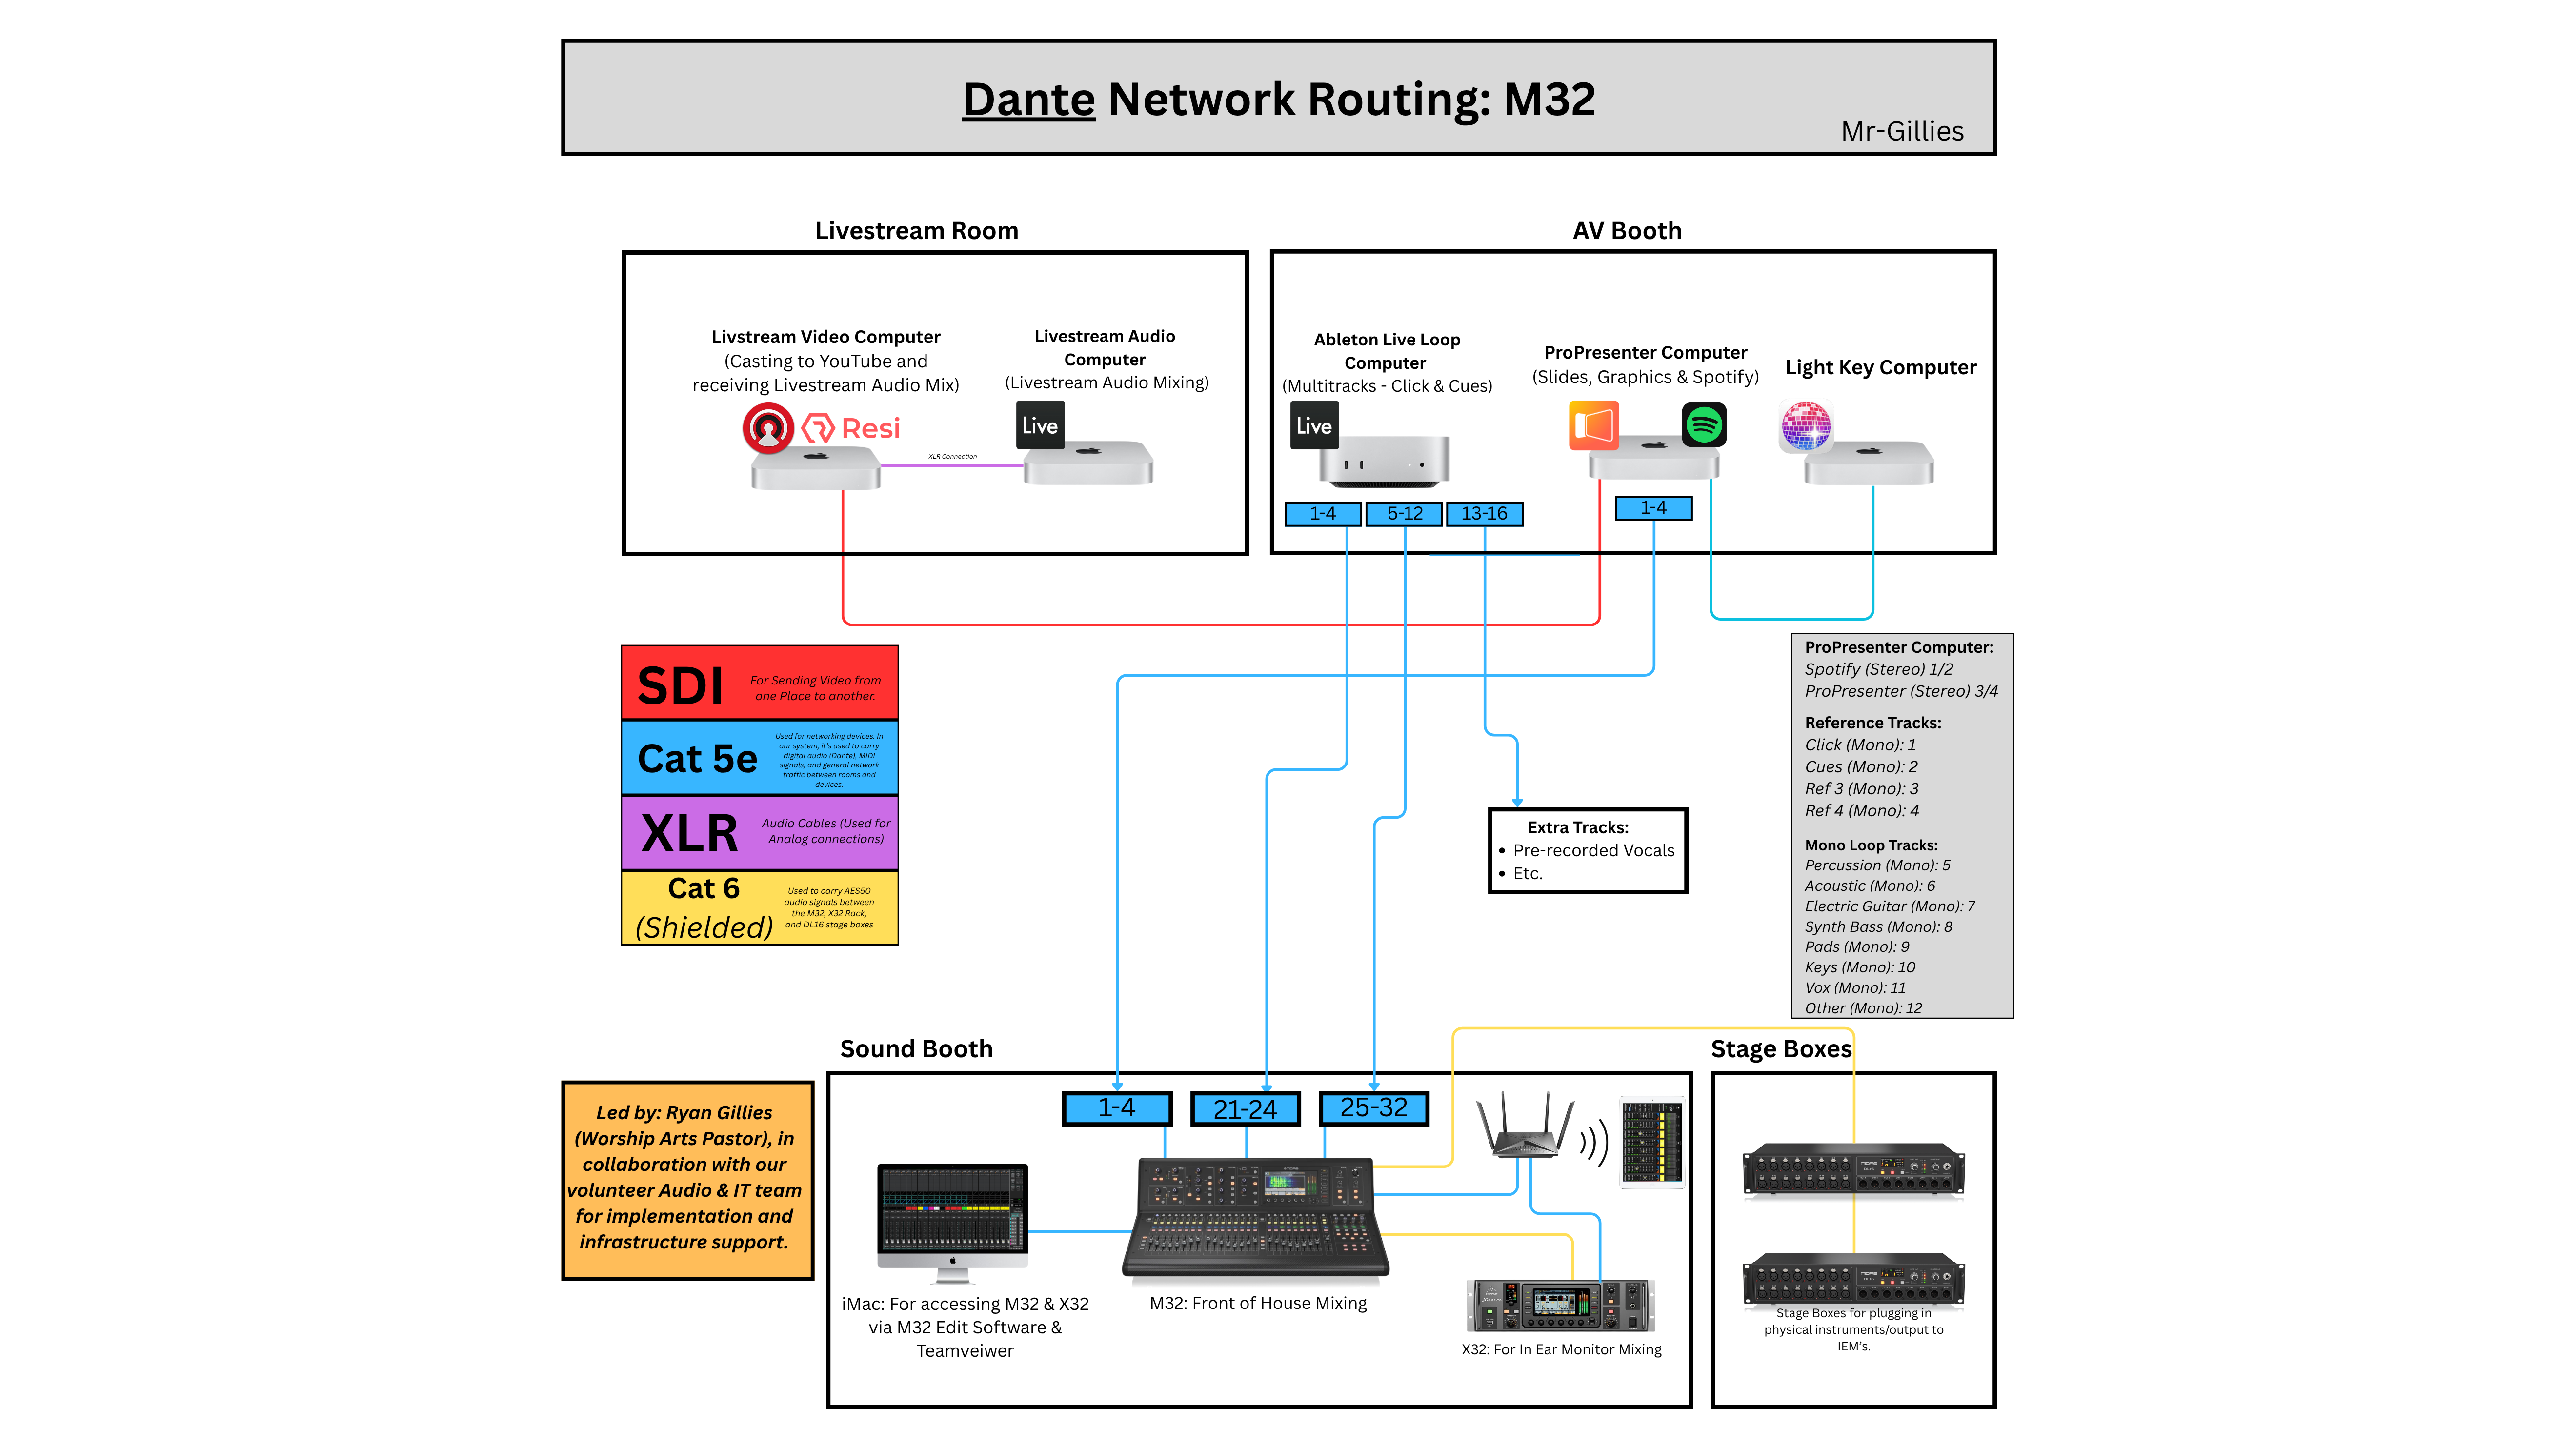 Dante Network Routing: M32
Mr-Gillies
Livestream Room
AV Booth
Livstream Video Computer
(Casting to YouTube and
receiving Livestream Audio Mix)
Resi
Livestream Audio
Computer
(Livestream Audio Mixing)
Live
XLR Connection
Ableton Live Loop
Computer
(Multitracks - Click & Cues)
Live
ProPresenter Computer
(Slides, Graphics & Spotify)
Light Key Computer
1-4
5-12
13-16
1-4
SDI
For Sending Video from
one Place to another.
Cat 5e
Used for networking devices. In
our system, it's used to carry
digital audio (Dante), MIDI
signals, and general network
traffic between rooms and
devices.
XLR
Audio Cables (Used for
Analog connections)
Cat 6
(Shielded)
Used to carry AES50
audio signals between
the M32, X32 Rack,
and DL16 stage boxes
Extra Tracks:
• Pre-recorded Vocals
• Etc.
ProPresenter Computer:
Spotify (Stereo) 1/2
ProPresenter (Stereo) 3/4
Reference Tracks:
Click (Mono): 1
Cues (Mono): 2
Ref 3 (Mono): 3
Ref 4 (Mono): 4
Mono Loop Tracks:
Percussion (Mono): 5
Acoustic (Mono): 6
Electric Guitar (Mono): 7
Synth Bass (Mono): 8
Pads (Mono): 9
Keys (Mono): 10
Vox (Mono): 11
Other (Mono): 12
Sound Booth
Stage Boxes
Led by: Ryan Gillies
(Worship Arts Pastor), in
collaboration with our
volunteer Audio & IT team
for implementation and
infrastructure support.
1-4
21-24
25-32
iMac: For accessing M32 & X32
via M32 Edit Software &
Teamveiwer
M32: Front of House Mixing
X32: For In Ear Monitor Mixing
Stage Boxes for plugging in
physical instruments/output to
IEM's.